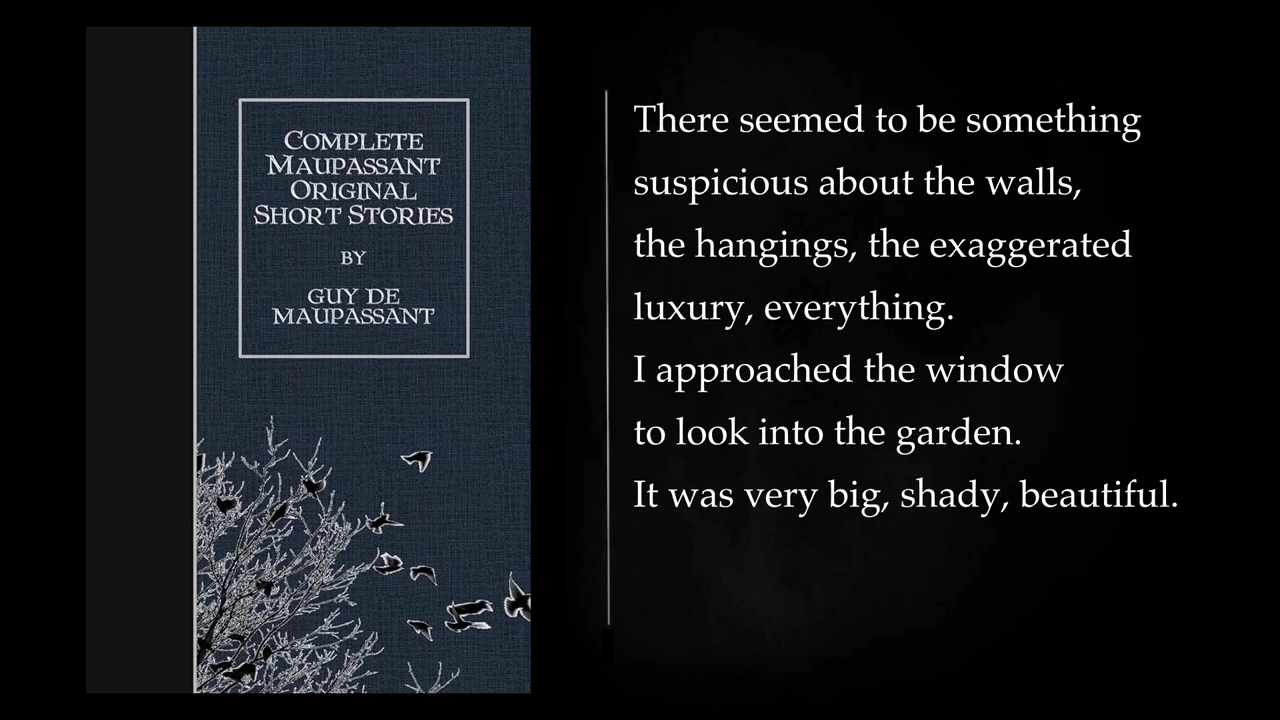 COMPLETE
MAUPASSANT
ORIGINAL
SHORT STORIES
BY
GUY DE
MAUPASSANT
There seemed to be something
suspicious about the walls,
the hangings, the exaggerated
luxury, everything.
I approached the window
to look into the garden.
It was very big, shady, beautiful.